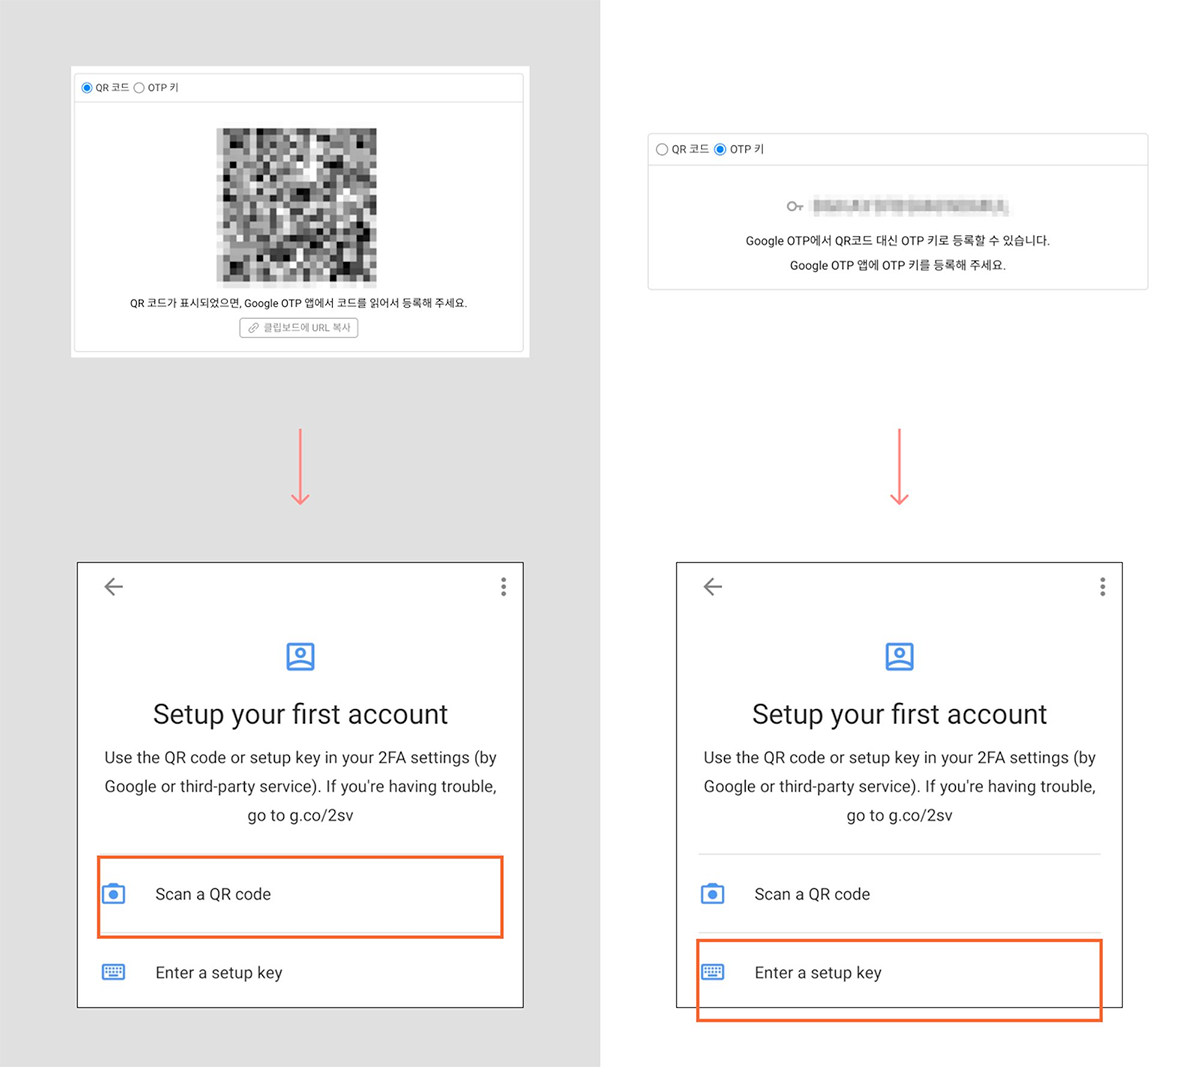 QR 코드 OTP 키
QR 코드가 표시되었으면, Google OTP 앱에서 코드를 읽어서 등록해 주세요.
클립보드에 URL 복사
Setup your first account
Use the QR code or setup key in your 2FA settings (by
Google or third-party service). If you're having trouble,
go to g.co/2sv
Scan a QR code
Enter a setup key
QR 코드 OTP 키
Google OTP에서 QR코드 대신 OTP 키로 등록할 수 있습니다.
Google OTP 앱에 OTP 키를 등록해 주세요.
Setup your first account
Use the QR code or setup key in your 2FA settings (by
Google or third-party service). If you're having trouble,
go to g.co/2sv
Scan a QR code
Enter a setup key